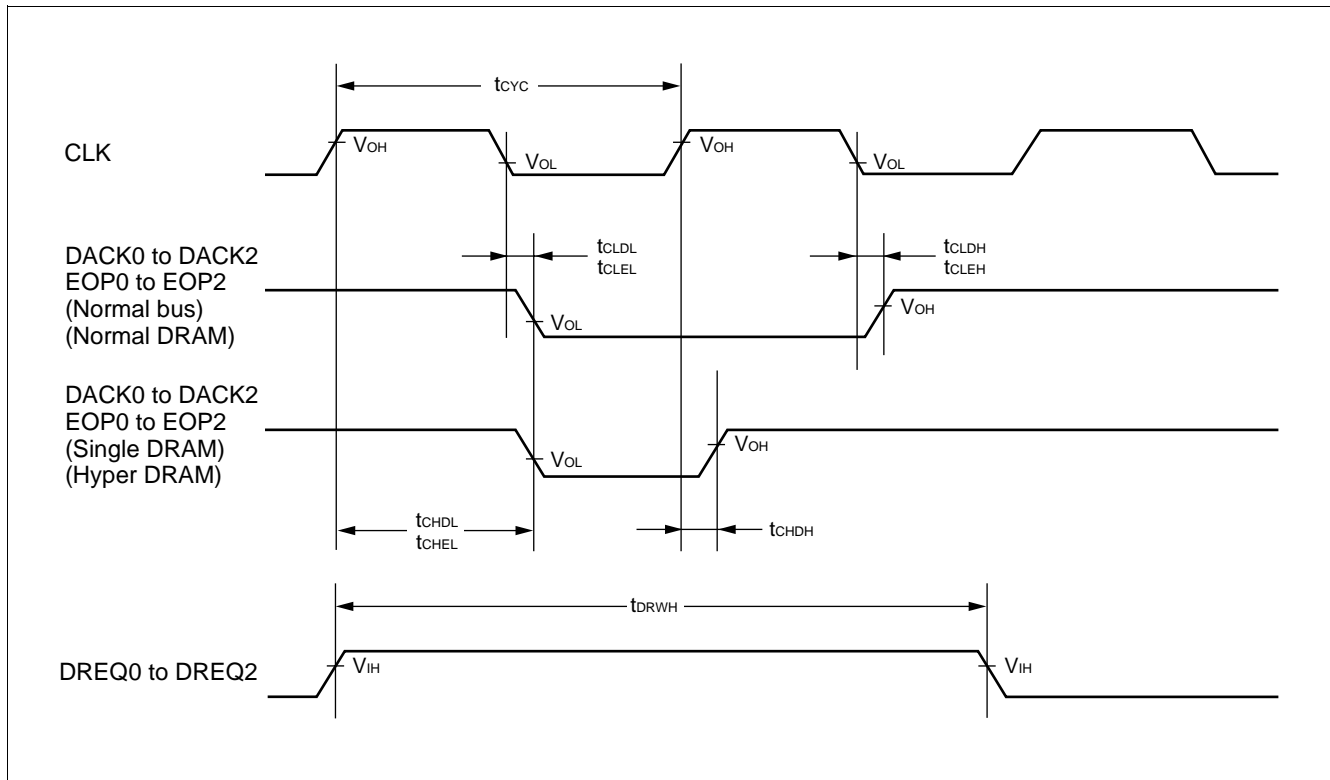 tCYC
CLK
VOH
VOL
VOH
VOL
DACK0 to DACK2
EOP0 to EOP2
(Normal bus)
(Normal DRAM)
tCLDL
tCLEL
tCLDH
tCLEH
VOL
VOH
DACK0 to DACK2
EOP0 to EOP2
(Single DRAM)
(Hyper DRAM)
VOL
VOH
tCHDL
tCHEL
tCHDH
tDRWH
DREQ0 to DREQ2
VIH
VIH